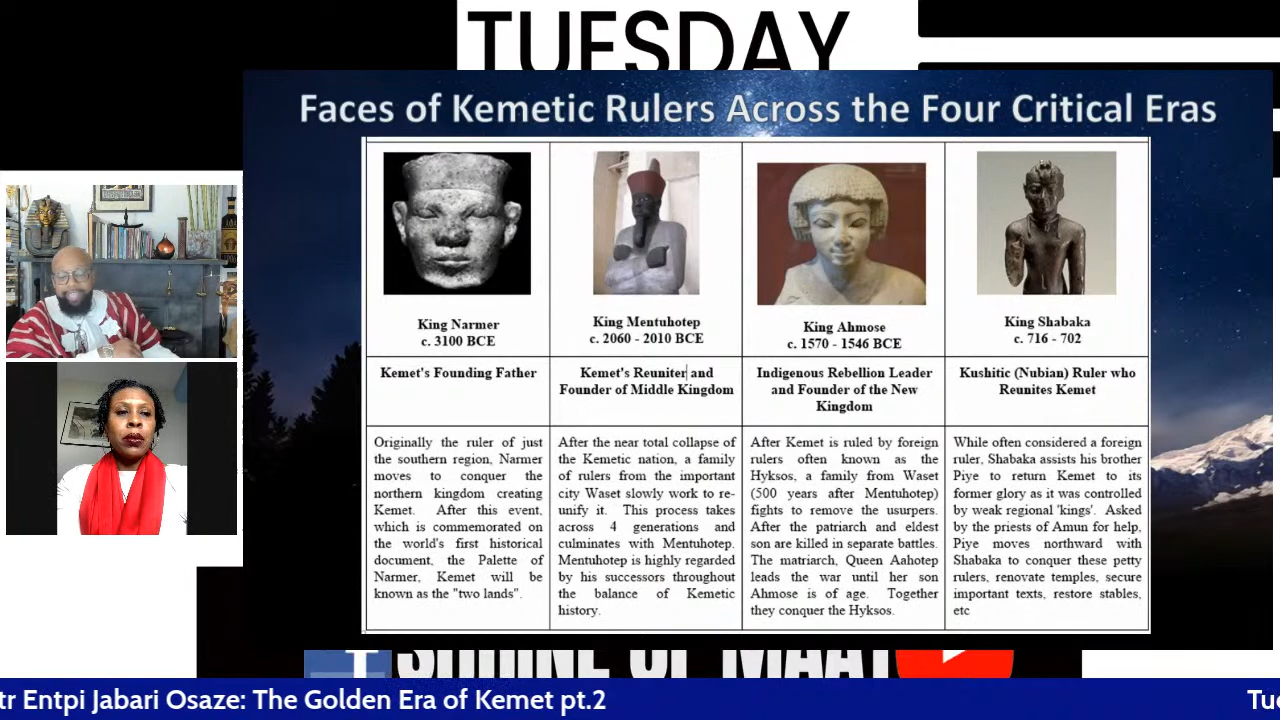 TUESDAY
Faces of Kemetic Rulers Across the Four Critical Eras
King Narmer
c. 3100 BCE
King Mentuhotep
c. 2060 - 2010 BCE
King Ahmose
c. 1570 - 1546 BCE
King Shabaka
c. 716 - 702
Kemet's Founding Father
Kemet's Reuniter and
Founder of Middle Kingdom
Indigenous Rebellion Leader
and Founder of the New
Kingdom
Kushitic (Nubian) Ruler who
Reunites Kemet
Originally the ruler of just
the southern region, Narmer
moves to conquer the
northern kingdom creating
Kemet. After this event,
which is commemorated on
the world's first historical
document, the Palette of
Narmer, Kemet will be
known as the "two lands".
After the near total collapse of
the Kemetic nation, a family
of rulers from the important
city Waset slowly work to re-
unify it. This process takes
across 4 generations and
culminates with Mentuhotep.
Mentuhotep is highly regarded
by his successors throughout
the balance of Kemetic
history.
After Kemet is ruled by foreign
rulers often known as the
Hyksos, a family from Waset
(500 years after Mentuhotep)
fights to remove the usurpers.
After the patriarch and eldest
son are killed in separate battles.
The matriarch, Queen Aahotep
leads the war until her son
Ahmose is of age. Together
they conquer the Hyksos.
While often considered a foreign
ruler, Shabaka assists his brother
Piye to return Kemet to its
former glory as it was controlled
by weak regional 'kings'. Asked
by the priests of Amun for help,
Piye moves northward with
Shabaka to conquer these petty
rulers, renovate temples, secure
important texts, restore stables,
etc
SHRINE OF MAAT
tr Entpi Jabari Osaze: The Golden Era of Kemet pt.2
Tue